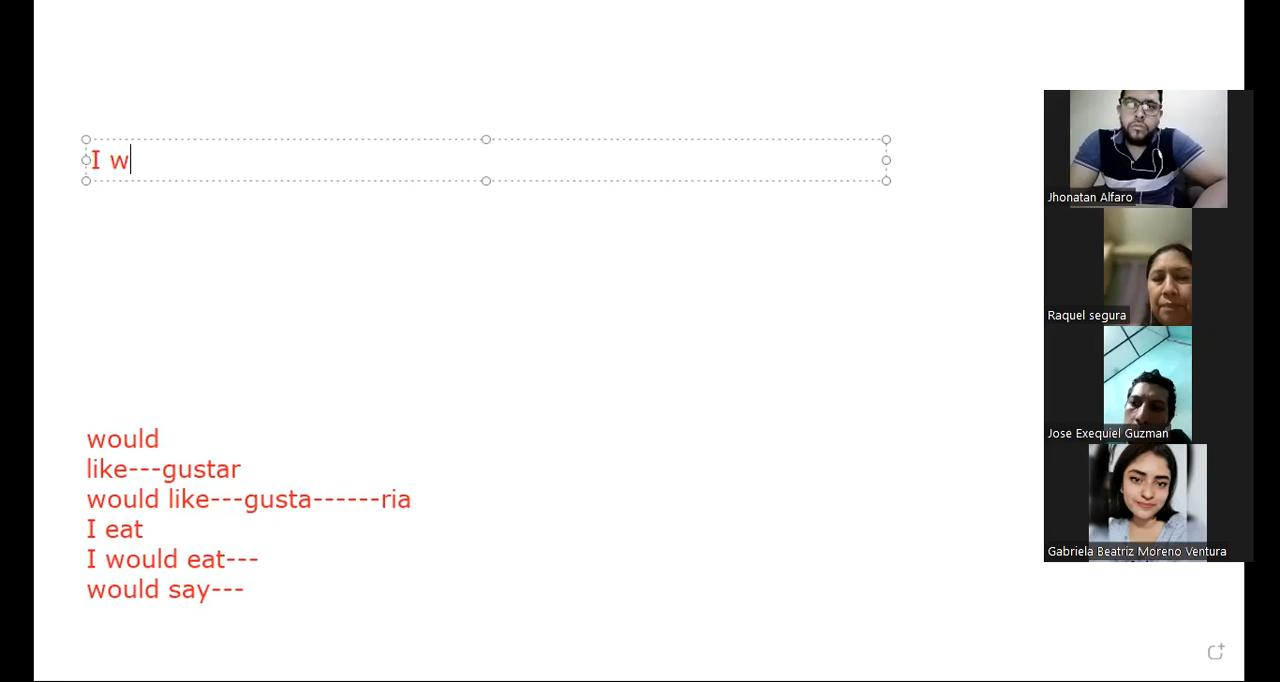 I w
would
like---gustar
would like---gusta------ria
I eat
I would eat---
would say---
Jhonatan Alfaro
Raquel segura
Jose Exequiel Guzman
Gabriela Beatriz Moreno Ventura